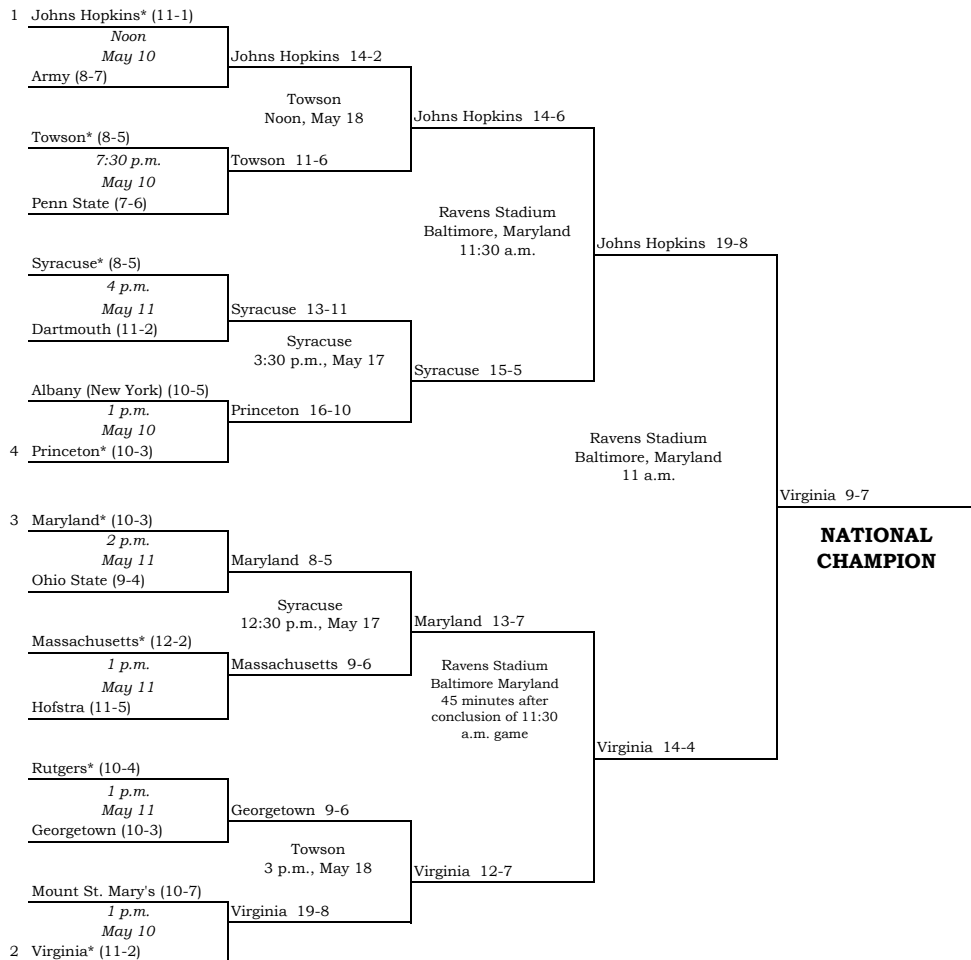 1 Johns Hopkins* (11-1)
Noon
May 10
Army (8-7)
Johns Hopkins 14-2
Towson
Noon, May 18
Towson* (8-5)
7:30 p.m.
May 10
Penn State (7-6)
Towson 11-6
Johns Hopkins 14-6
Ravens Stadium
Baltimore, Maryland
11:30 a.m.
Syracuse* (8-5)
4 p.m.
May 11
Dartmouth (11-2)
Syracuse 13-11
Syracuse
3:30 p.m., May 17
Albany (New York) (10-5)
1 p.m.
May 10
4 Princeton* (10-3)
Princeton 16-10
Syracuse 15-5
Johns Hopkins 19-8
Ravens Stadium
Baltimore, Maryland
11 a.m.
Virginia 9-7
NATIONAL
CHAMPION
3 Maryland* (10-3)
2 p.m.
May 11
Ohio State (9-4)
Maryland 8-5
Syracuse
12:30 p.m., May 17
Massachusetts* (12-2)
1 p.m.
May 11
Hofstra (11-5)
Massachusetts 9-6
Maryland 13-7
Ravens Stadium
Baltimore Maryland
45 minutes after
conclusion of 11:30
a.m. game
Virginia 14-4
Rutgers* (10-4)
1 p.m.
May 11
Georgetown (10-3)
Georgetown 9-6
Towson
3 p.m., May 18
Mount St. Mary's (10-7)
1 p.m.
May 10
2 Virginia* (11-2)
Virginia 19-8
Virginia 12-7